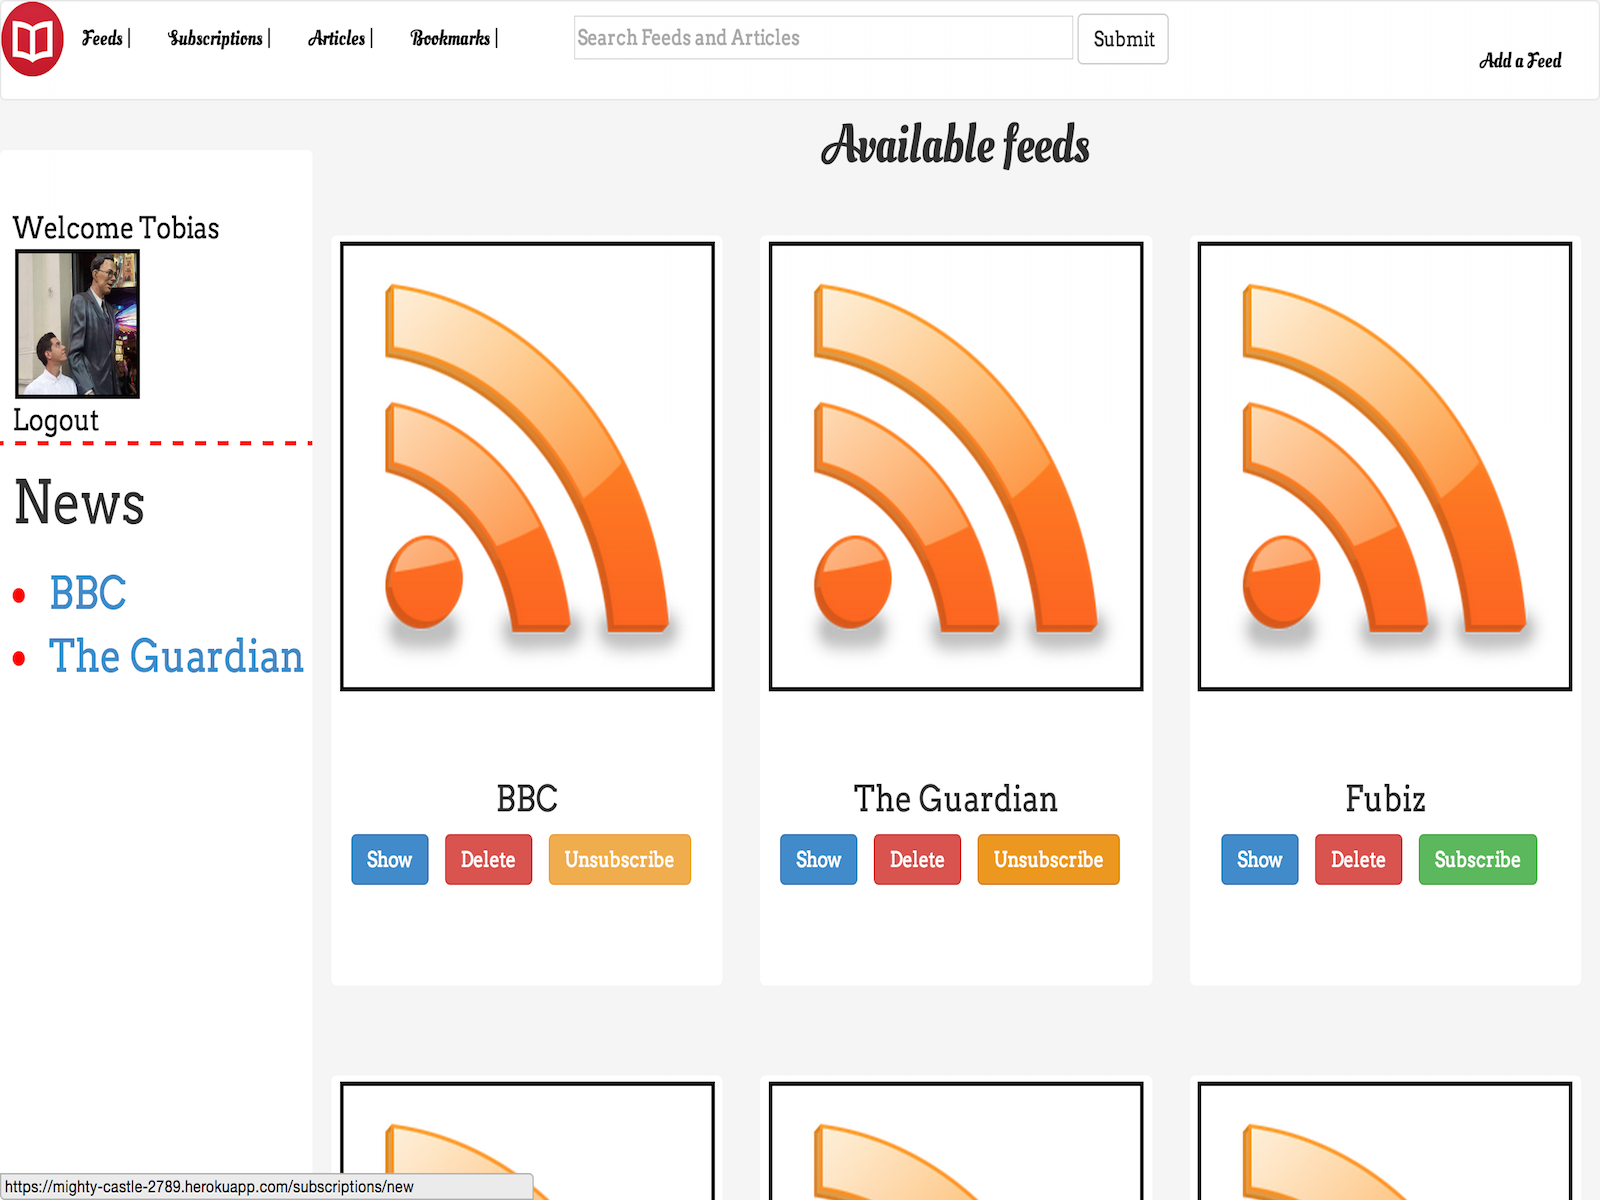 Feeds | Subscriptions | Articles | Bookmarks |
Search Feeds and Articles
Submit
Add a Feed
Available feeds
Welcome Tobias
Logout
News
BBC
The Guardian
BBC
Show Delete Unsubscribe
The Guardian
Show Delete Unsubscribe
Fubiz
Show Delete Subscribe
https://mighty-castle-2789.herokuapp.com/subscriptions/new